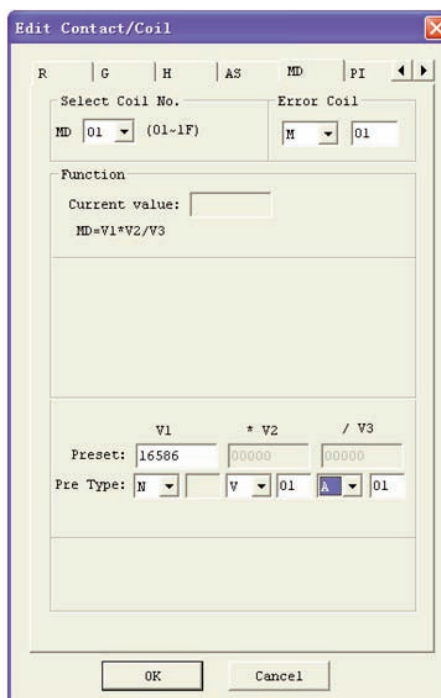 Edit Contact/Coil
R G H AS MD PI
Select Coil No. Error Coil
MD 01 (01~1F) M 01
Function
Current value:
MD=V1*V2/V3
V1 * V2 / V3
Preset: 16586 00000 00000
Pre Type: N V 01 A 01
OK Cancel